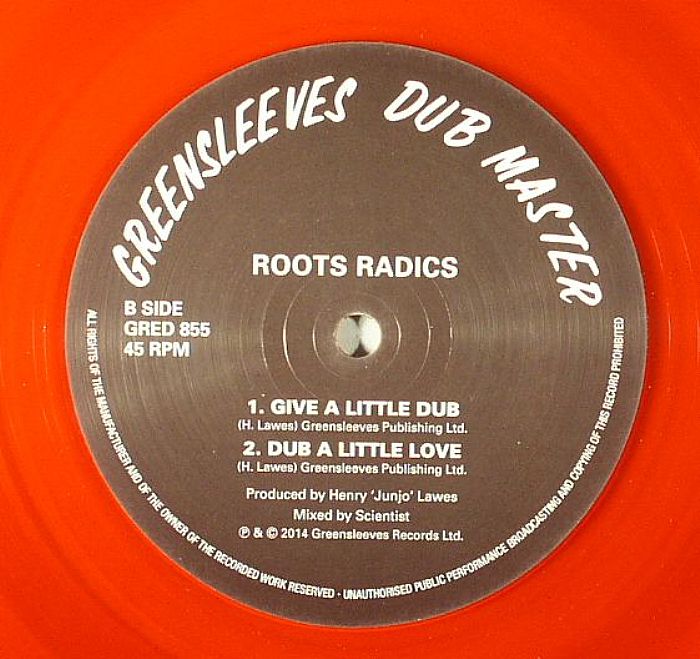 GREENSLEEVES DUB MASTER
ROOTS RADICS
B SIDE
GRED 855
45 RPM
1. GIVE A LITTLE DUB
(H. Lawes) Greensleeves Publishing Ltd.
2. DUB A LITTLE LOVE
(H. Lawes) Greensleeves Publishing Ltd.
Produced by Henry 'Junjo' Lawes
Mixed by Scientist
℗ & © 2014 Greensleeves Records Ltd.
ALL RIGHTS OF THE MANUFACTURER AND OF THE OWNER OF THE RECORDED WORK RESERVED - UNAUTHORISED PUBLIC PERFORMANCE BROADCASTING AND COPYING OF THIS RECORD PROHIBITED